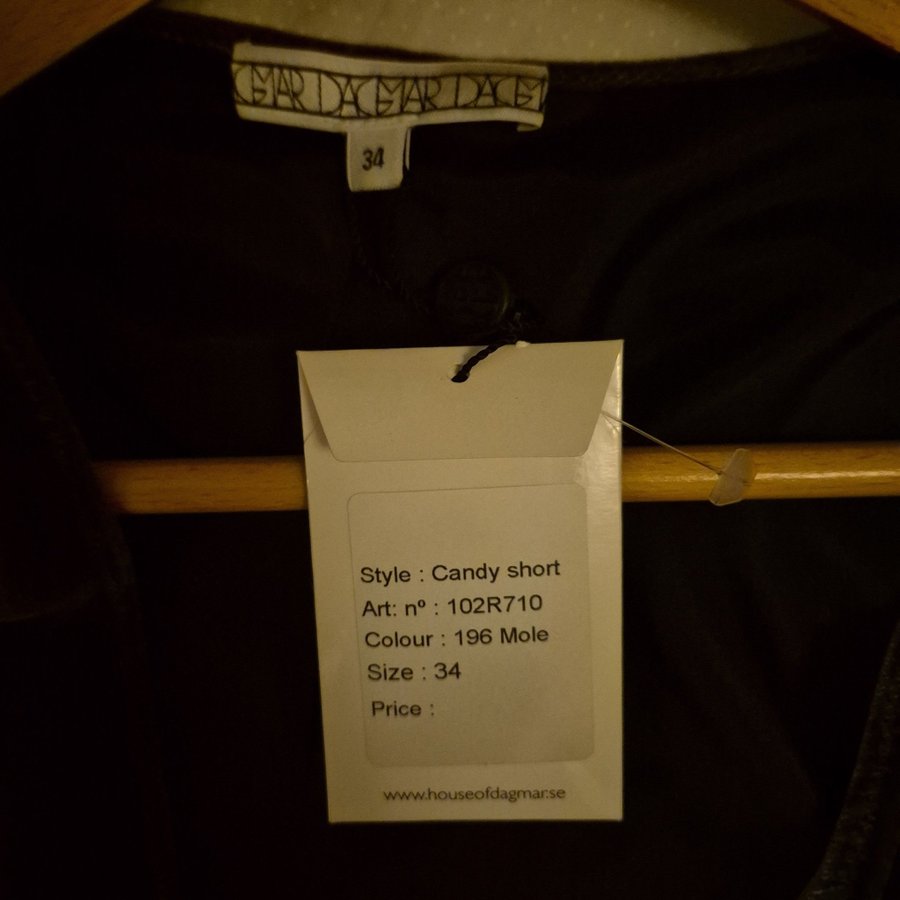 GMAR DAGMAR DAGM
34
Style : Candy short
Art: nº : 102R710
Colour : 196 Mole
Size : 34
Price :
www.houseofdagmar.se